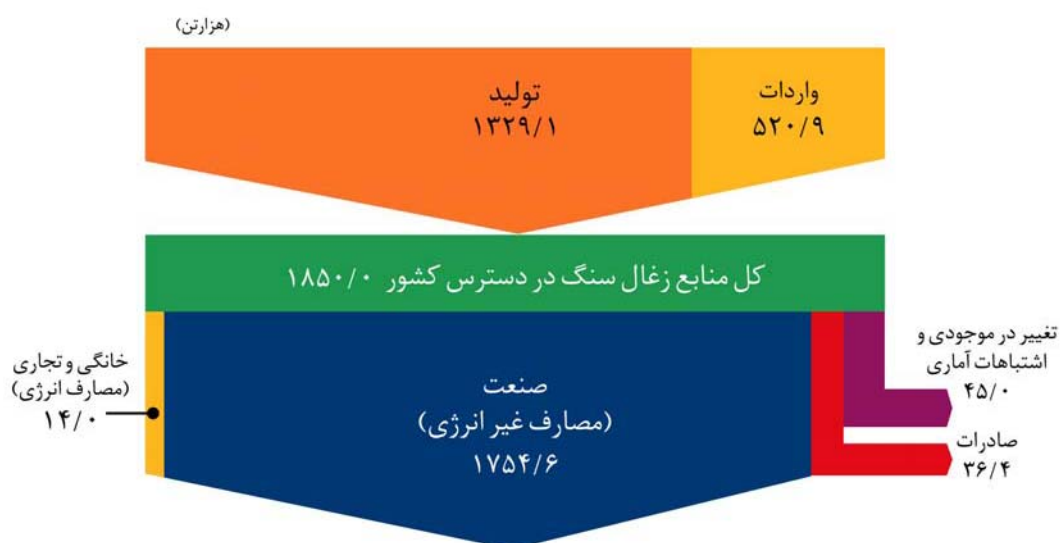 (هزارتن)
واردات
۵۲۰/۹
تولید
۱۳۲۹/۱
کل منابع زغال سنگ در دسترس کشور ۱۸۵۰/۰
تغییر در موجودی و
اشتباهات آماری
۴۵/۰
صادرات
۳۶/۴
صنعت
(مصارف غیر انرژی)
۱۷۵۴/۶
خانگی و تجاری
(مصارف انرژی)
۱۴/۰